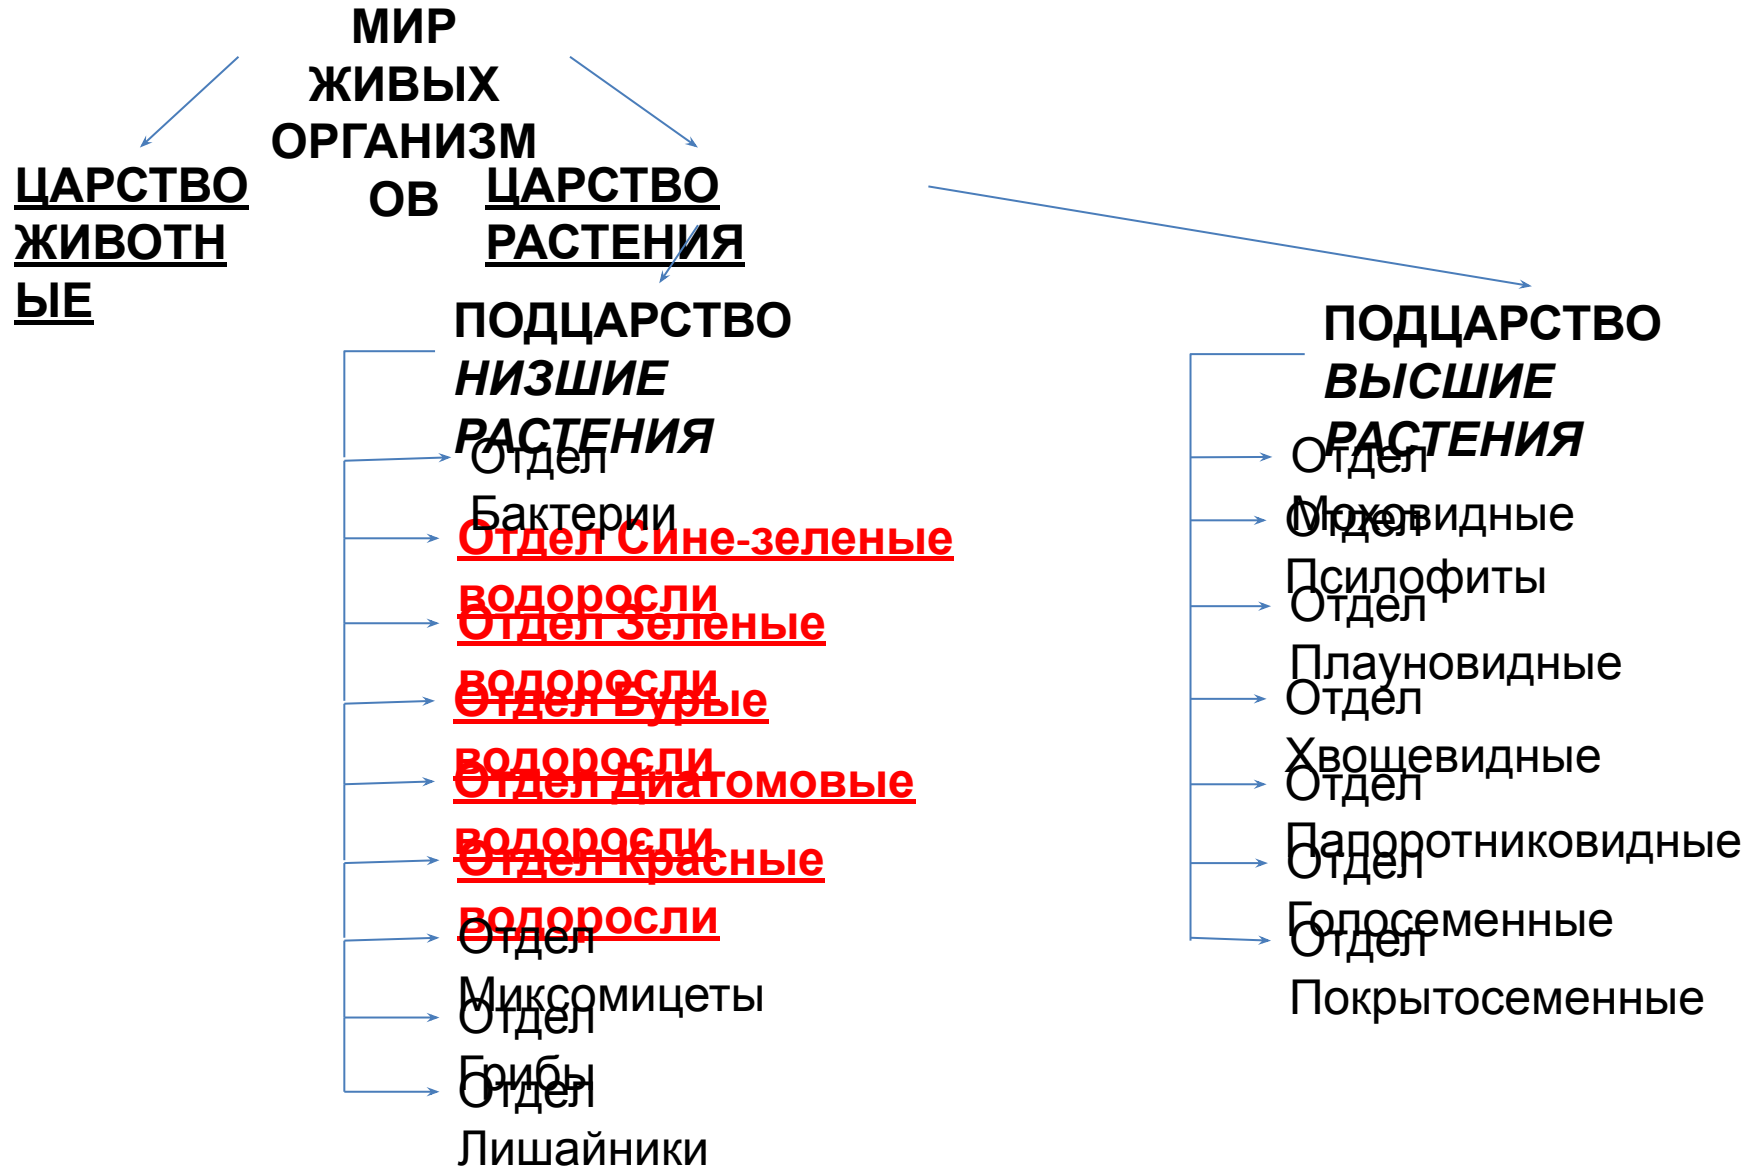 МИР
ЖИВЫХ
ОРГАНИЗМ
ОВ
ЦАРСТВО
ЖИВОТН
ЫЕ
ЦАРСТВО
РАСТЕНИЯ
ПОДЦАРСТВО
НИЗШИЕ
РАСТЕНИЯ
Отдел
Бактерии
Отдел Сине-зеленые
водоросли
Отдел Зеленые
водоросли
Отдел Бурые
водоросли
Отдел Диатомовые
водоросли
Отдел Красные
водоросли
Отдел
Миксомицеты
Отдел
Грибы
Отдел
Лишайники
ПОДЦАРСТВО
ВЫСШИЕ
РАСТЕНИЯ
Отдел
Моховидные
Отдел
Псилофиты
Отдел
Плауновидные
Отдел
Хвощевидные
Отдел
Папоротниковидные
Отдел
Голосеменные
Отдел
Покрытосеменные